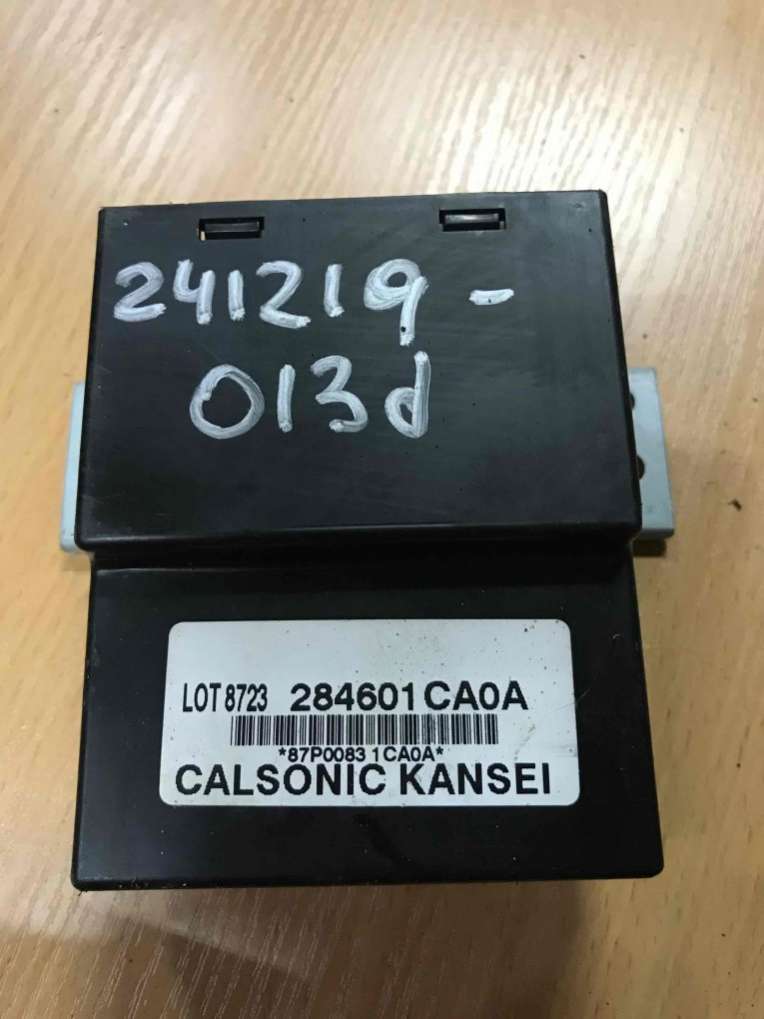 241219-
013d
LOT 8723 284601CA0A
*87P0083 1CA0A*
CALSONIC KANSEI